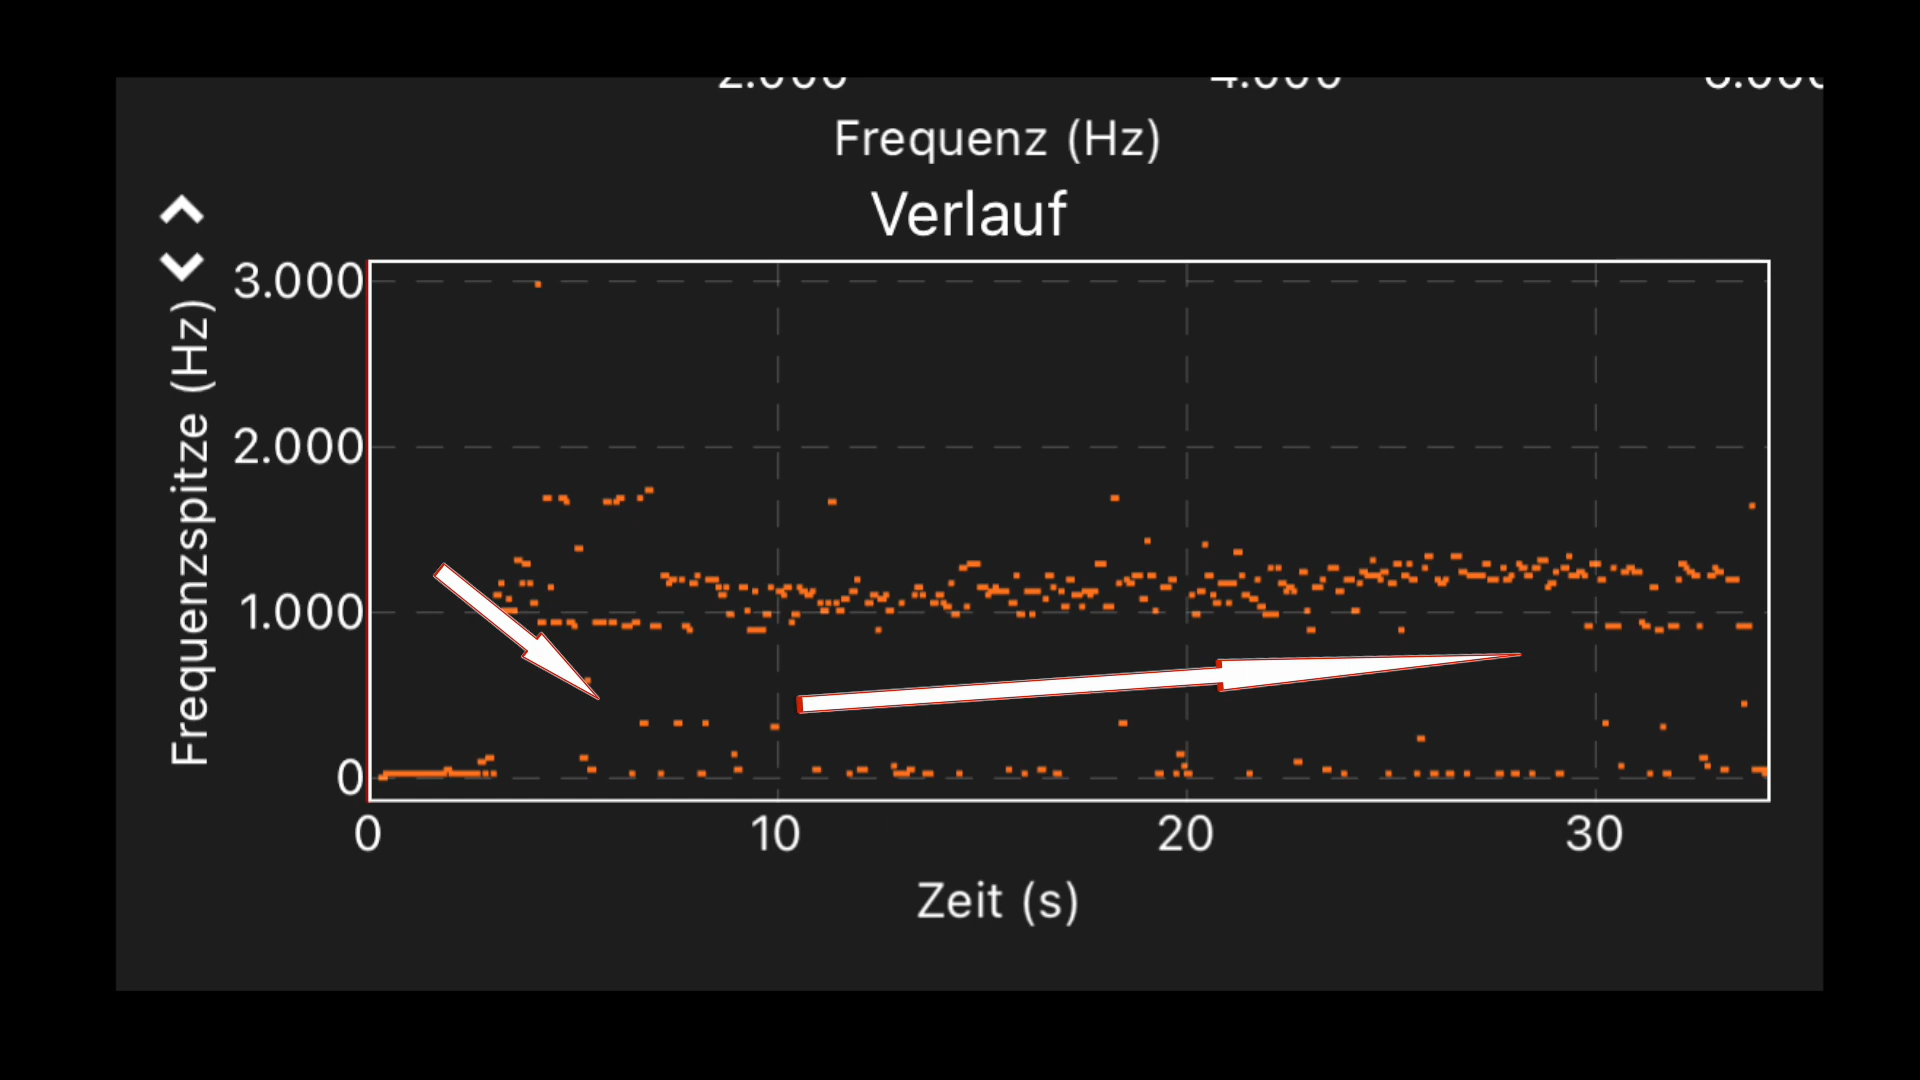 Frequenz (Hz)
Verlauf
Frequenzspitze (Hz)
3.000
2.000
1.000
0
0 10 20 30
Zeit (s)